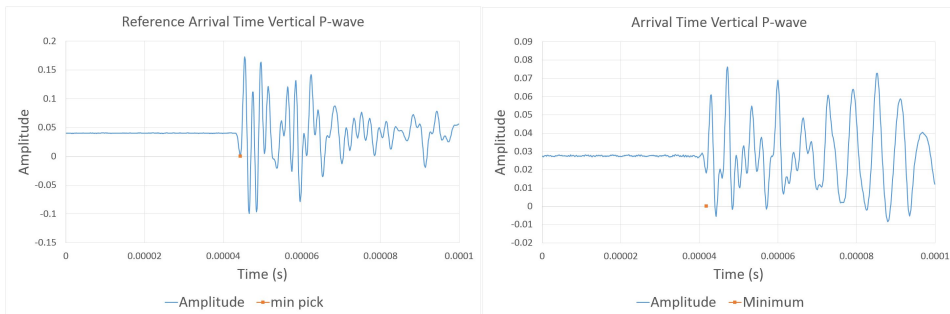 Reference Arrival Time Vertical P-wave
0.2
0.15
0.1
0.05
0
-0.05
-0.1
-0.15
Amplitude
0 0.00002 0.00004 0.00006 0.00008 0.0001
Time (s)
Amplitude min pick
Arrival Time Vertical P-wave
0.09
0.08
0.07
0.06
0.05
0.04
0.03
0.02
0.01
0
-0.01
-0.02
Amplitude
0 0.00002 0.00004 0.00006 0.00008 0.0001
Time (s)
Amplitude Minimum